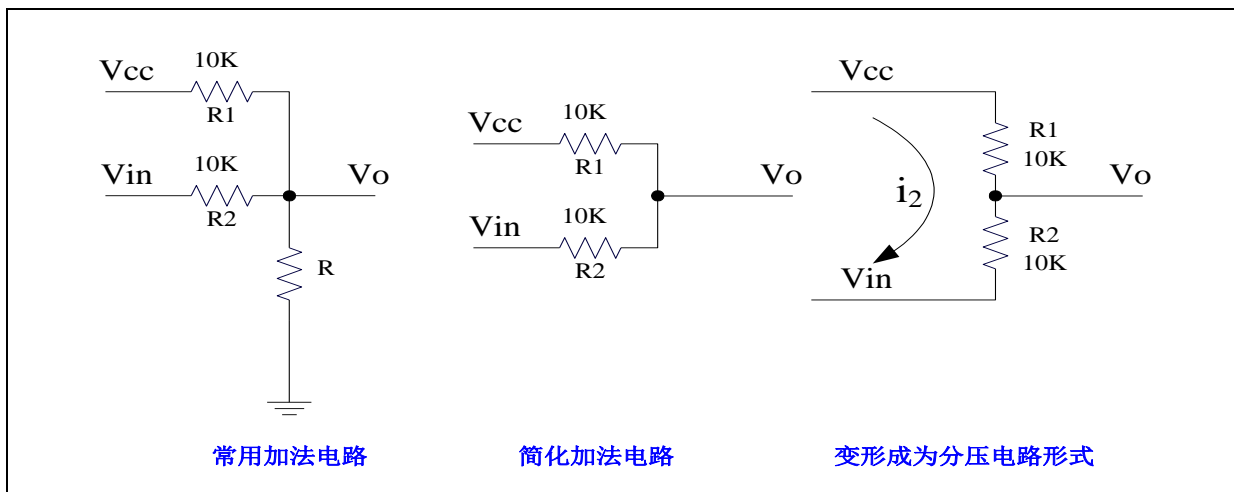 10K
Vcc
R1
10K
Vin
Vo
R2
R
常用加法电路
10K
Vcc
R1
Vo
10K
Vin
R2
简化加法电路
Vcc
R1
10K
Vo
i2
R2
10K
Vin
变形成为分压电路形式